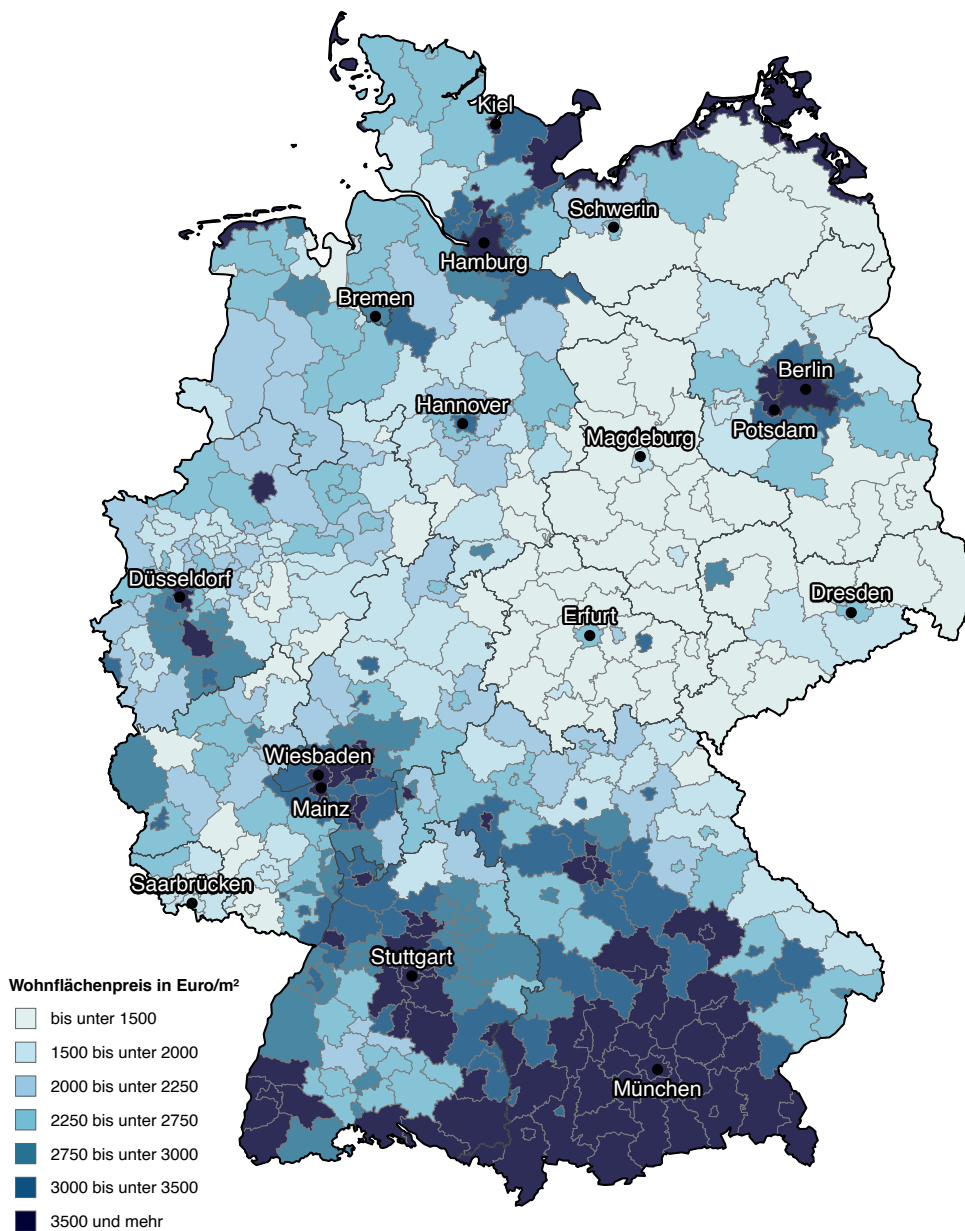 Kiel
Schwerin
Hamburg
Bremen
Berlin
Hannover
Potsdam
Magdeburg
Düsseldorf
Dresden
Erfurt
Wiesbaden
Mainz
Saarbrücken
Stuttgart
München
Wohnflächenpreis in Euro/m²
bis unter 1500
1500 bis unter 2000
2000 bis unter 2250
2250 bis unter 2750
2750 bis unter 3000
3000 bis unter 3500
3500 und mehr